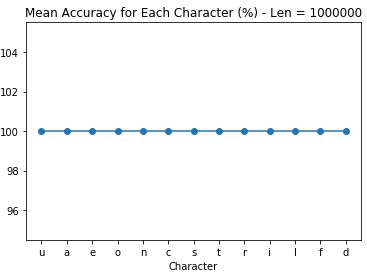 Mean Accuracy for Each Character (%) - Len = 1000000
104
102
100
98
96
u a e o n c s t r i l f d
Character